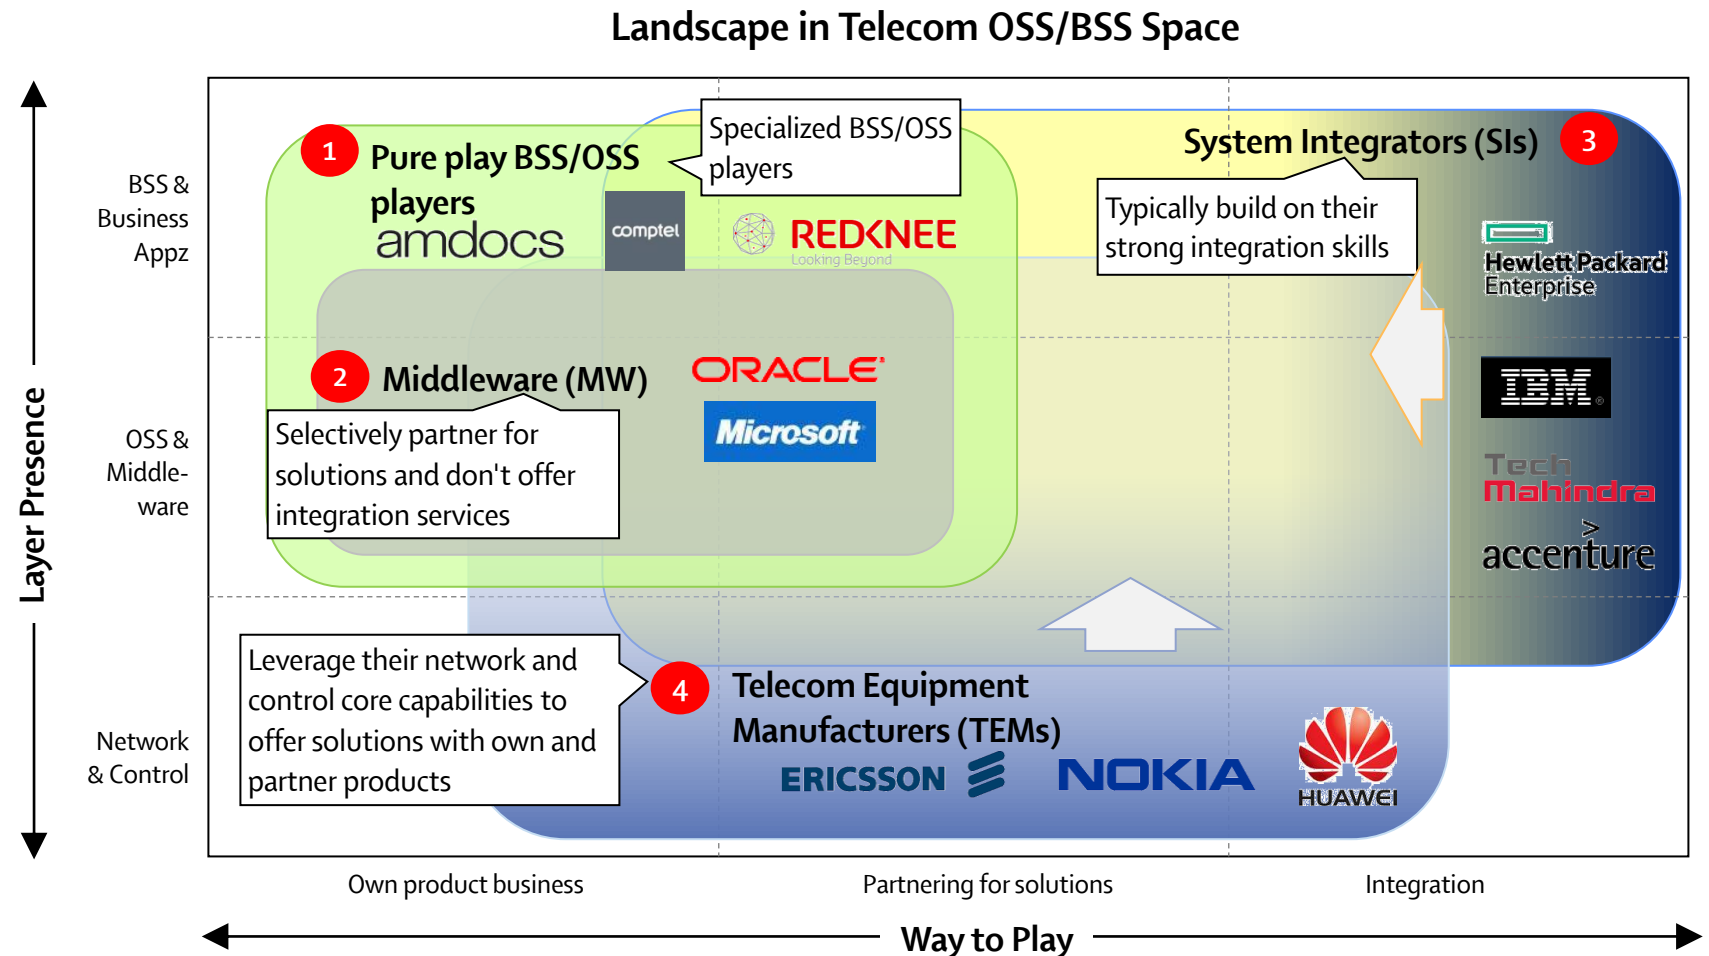 Landscape in Telecom OSS/BSS Space
Layer Presence
BSS &
Business
Appz
OSS &
Middle-
ware
Network
& Control
1
Pure play BSS/OSS
players
Specialized BSS/OSS
players
amdocs
comptel
REDKNEE
Looking Beyond
System Integrators (SIs)
3
Typically build on their
strong integration skills
Hewlett Packard
Enterprise
IBM®
Tech
Mahindra
>
accenture
2
Middleware (MW)
Selectively partner for
solutions and don't offer
integration services
ORACLE®
Microsoft
Leverage their network and
control core capabilities to
offer solutions with own and
partner products
4
Telecom Equipment
Manufacturers (TEMs)
ERICSSON
NOKIA
HUAWEI
Own product business
Partnering for solutions
Integration
Way to Play